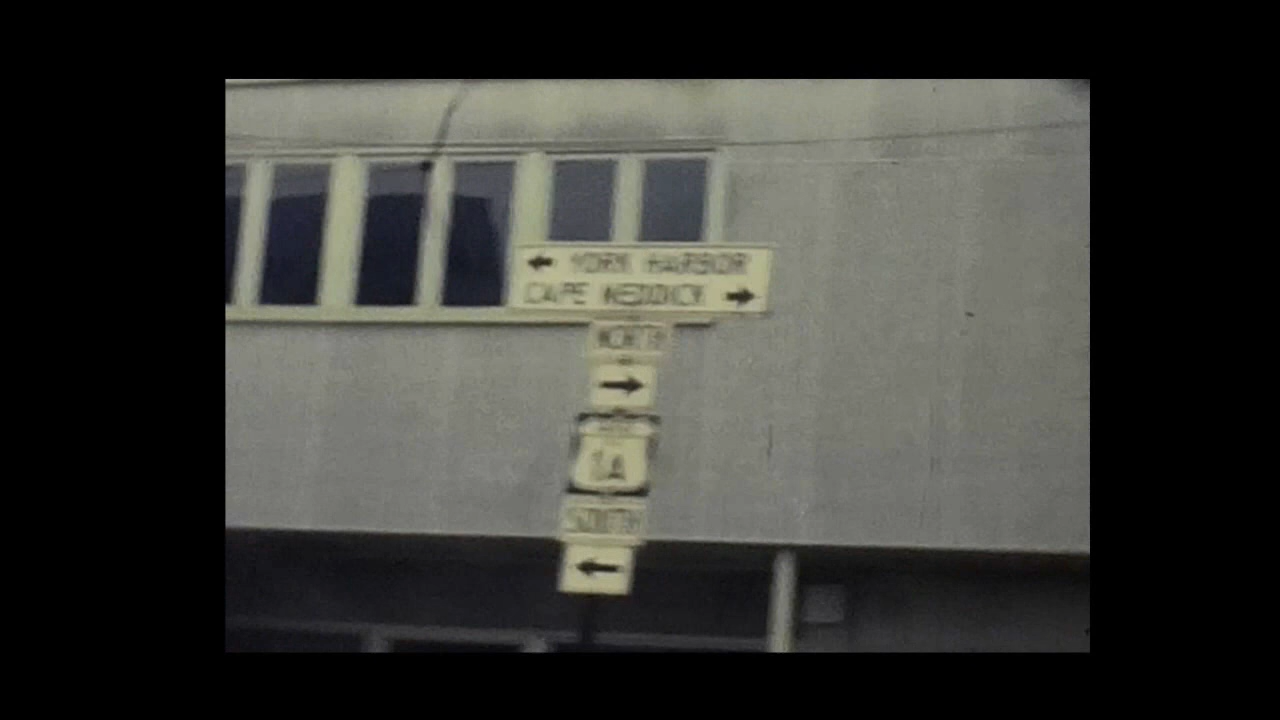 ← YORK HARBOR
CAPE NEDDICK →
NORTH
→
1A
SOUTH
←